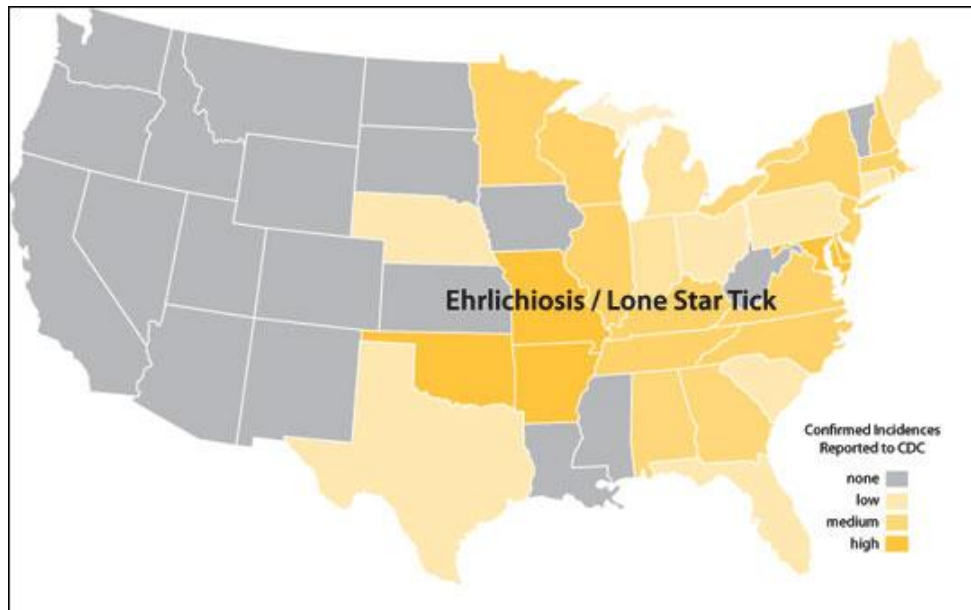 Ehrlichiosis / Lone Star Tick
Confirmed Incidences
Reported to CDC
none
low
medium
high